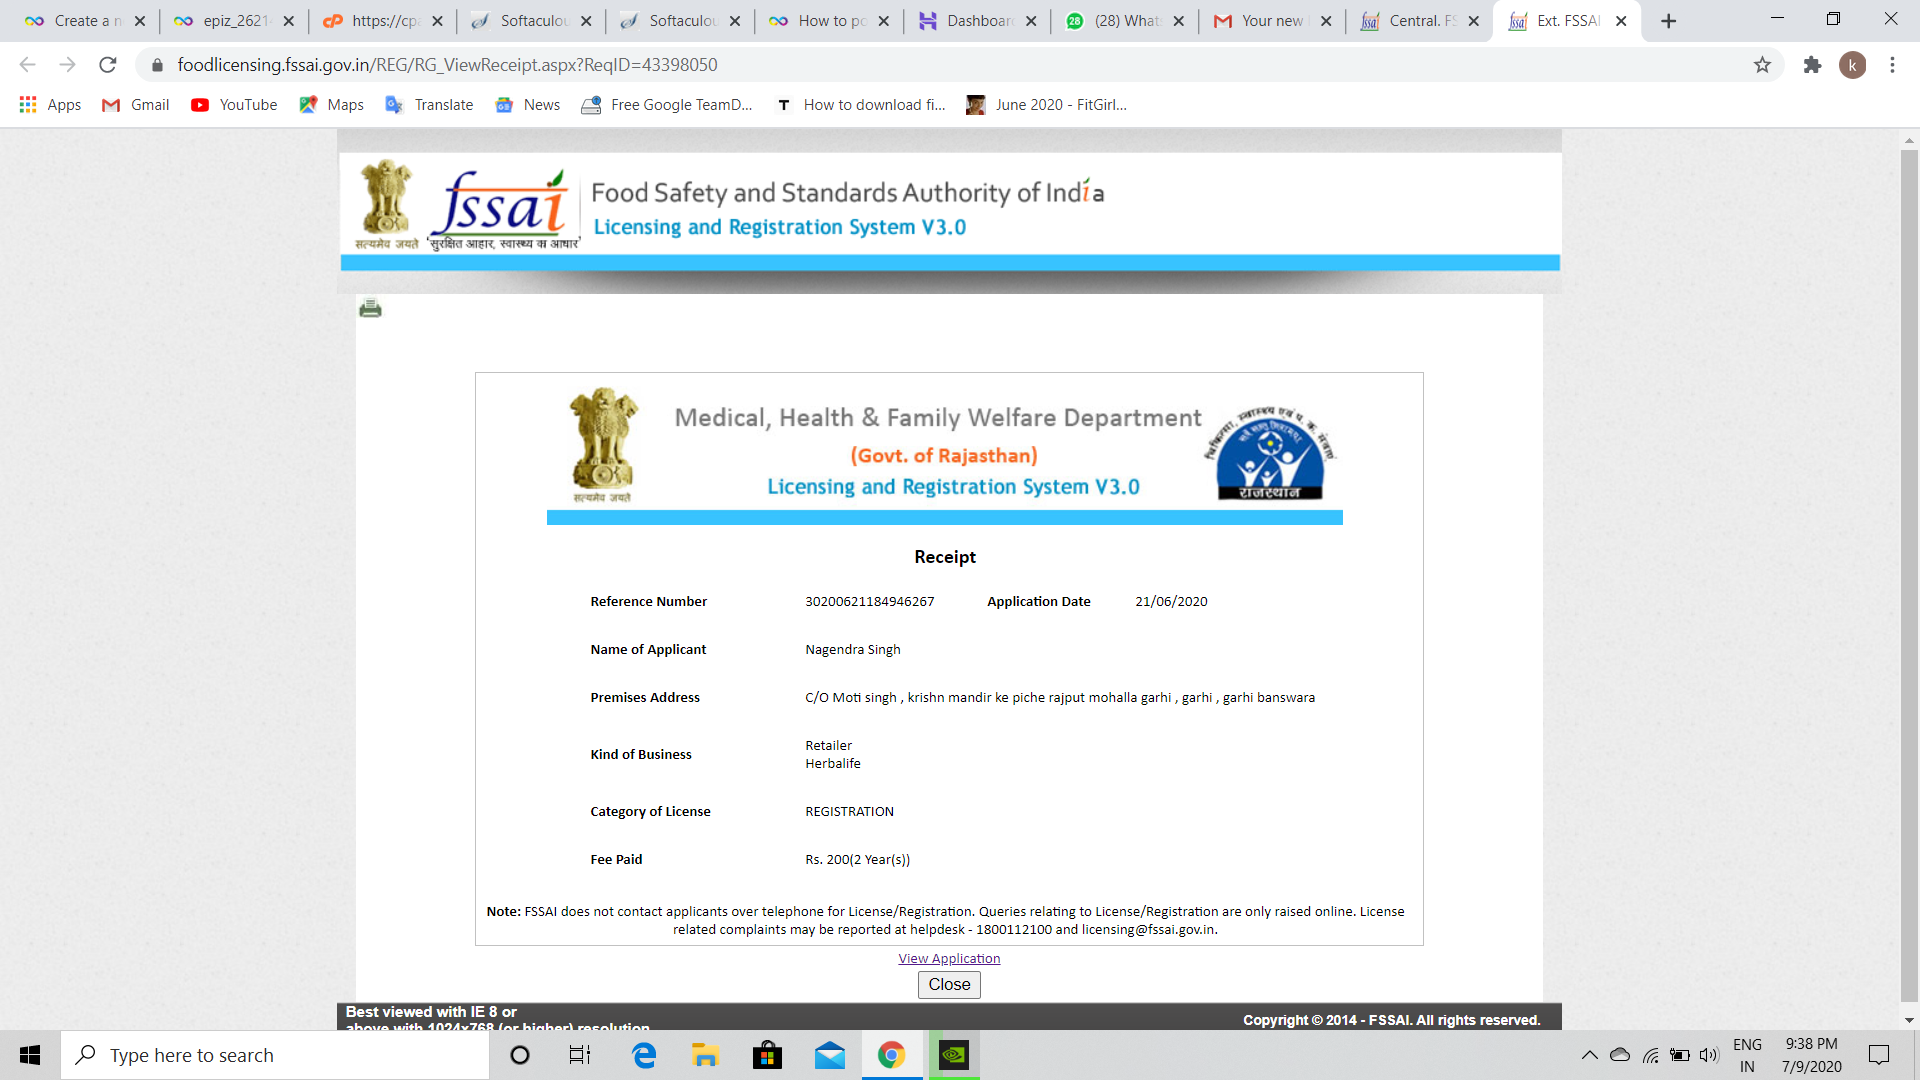 Create a n
epiz_2621
https://cpa
Softaculou
Softaculou
How to po
Dashboard
(28) What
Your new
Central. FS
Ext. FSSAI
foodlicensing.fssai.gov.in/REG/RG_ViewReceipt.aspx?ReqID=43398050
k
Apps
Gmail
YouTube
Maps
Translate
News
Free Google TeamD...
T How to download fi...
June 2020 - FitGirl...
fssai
Food Safety and Standards Authority of India
Licensing and Registration System V3.0
सत्यमेव जयते
'सुरक्षित आहार, स्वास्थ्य का आधार'
Medical, Health & Family Welfare Department
(Govt. of Rajasthan)
Licensing and Registration System V3.0
सत्यमेव जयते
राजस्थान
Receipt
Reference Number 30200621184946267 Application Date 21/06/2020
Name of Applicant Nagendra Singh
Premises Address C/O Moti singh , krishn mandir ke piche rajput mohalla garhi , garhi , garhi banswara
Kind of Business Retailer
Herbalife
Category of License REGISTRATION
Fee Paid Rs. 200(2 Year(s))
Note: FSSAI does not contact applicants over telephone for License/Registration. Queries relating to License/Registration are only raised online. License
related complaints may be reported at helpdesk - 1800112100 and licensing@fssai.gov.in.
View Application
Close
Best viewed with IE 8 or
above with 1024x768 (or higher) resolution
Copyright © 2014 - FSSAI. All rights reserved.
Type here to search
ENG
IN
9:38 PM
7/9/2020